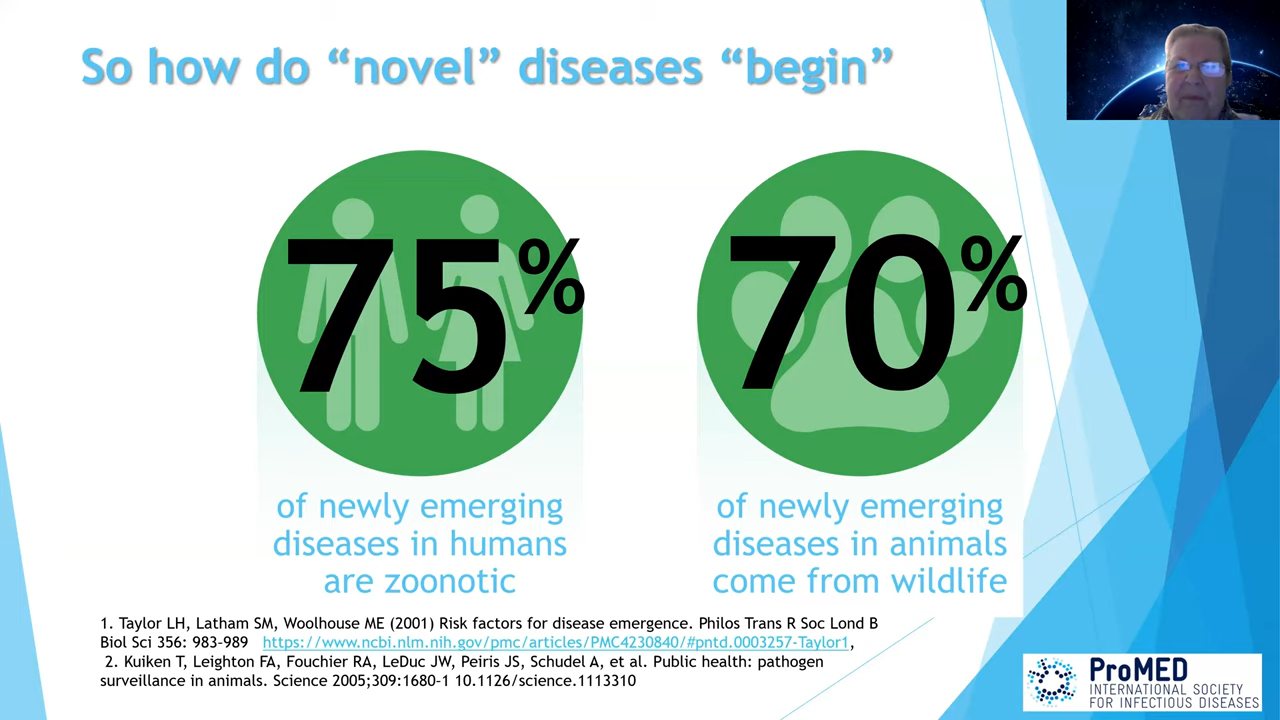 So how do “novel” diseases “begin”
75%
of newly emerging
diseases in humans
are zoonotic
70%
of newly emerging
diseases in animals
come from wildlife
1. Taylor LH, Latham SM, Woolhouse ME (2001) Risk factors for disease emergence. Philos Trans R Soc Lond B
Biol Sci 356: 983–989 https://www.ncbi.nlm.nih.gov/pmc/articles/PMC4230840/#pntd.0003257-Taylor1,
2. Kuiken T, Leighton FA, Fouchier RA, LeDuc JW, Peiris JS, Schudel A, et al. Public health: pathogen
surveillance in animals. Science 2005;309:1680–1 10.1126/science.1113310
ProMED
INTERNATIONAL SOCIETY
FOR INFECTIOUS DISEASES